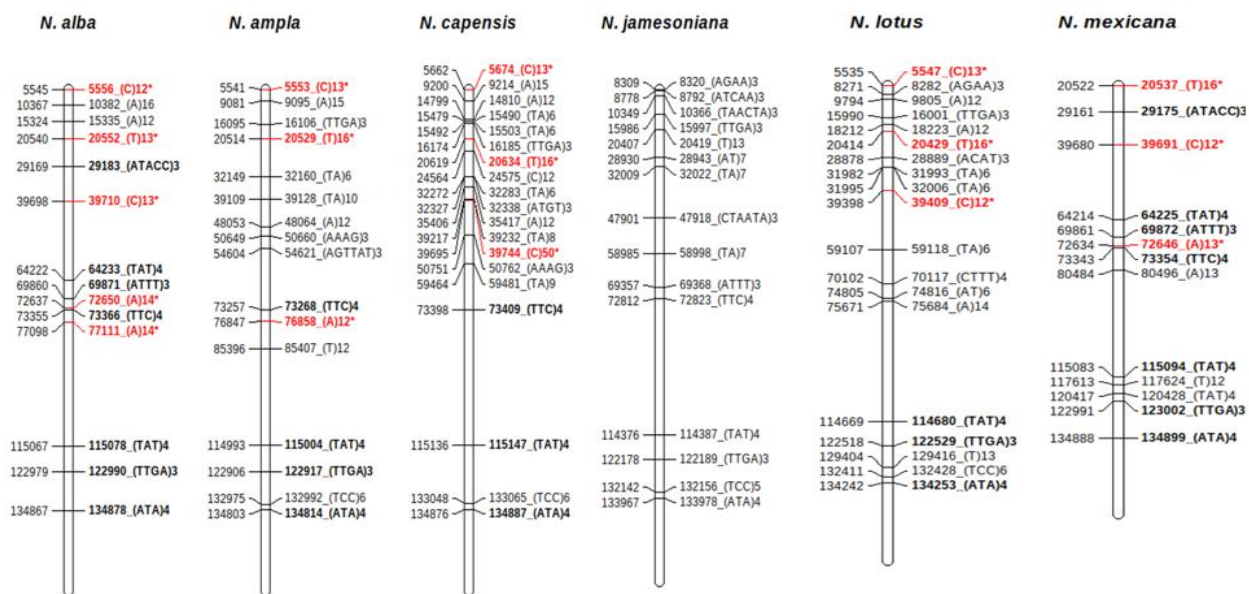 N. alba
5545 5556_(C)12*
10367 10382_(A)16
15324 15335_(A)12
20540 20552_(T)13*
29169 29183_(ATACC)3
39698 39710_(C)13*
64222 64233_(TAT)4
69860 69871_(ATTT)3
72637 72650_(A)14*
73355 73366_(TTC)4
77098 77111_(A)14*
115067 115078_(TAT)4
122979 122990_(TTGA)3
134867 134878_(ATA)4
N. ampla
5541 5553_(C)13*
9081 9095_(A)15
16095 16106_(TTGA)3
20514 20529_(T)16*
32149 32160_(TA)6
39109 39128_(TA)10
48053 48064_(A)12
50649 50660_(AAAG)3
54604 54621_(AGTTAT)3
73257 73268_(TTC)4
76847 76858_(A)12*
85396 85407_(T)12
114993 115004_(TAT)4
122906 122917_(TTGA)3
132975 132992_(TCC)6
134803 134814_(ATA)4
N. capensis
5662 5674_(C)13*
9200 9214_(A)15
14799 14810_(A)12
15479 15490_(TA)6
15492 15503_(TA)6
16174 16185_(TTGA)3
20619 20634_(T)16*
24564 24575_(C)12
32272 32283_(TA)6
32327 32338_(ATGT)3
35406 35417_(A)12
39217 39232_(TA)8
39695 39744_(C)50*
50751 50762_(AAAG)3
59464 59481_(TA)9
73398 73409_(TTC)4
115136 115147_(TAT)4
133048 133065_(TCC)6
134876 134887_(ATA)4
N. jamesoniana
8309 8320_(AGAA)3
8778 8792_(ATCAA)3
10349 10366_(TAACTA)3
15986 15997_(TTGA)3
20407 20419_(T)13
28930 28943_(AT)7
32009 32022_(TA)7
47901 47918_(CTAATA)3
58985 58998_(TA)7
69357 69368_(ATTT)3
72812 72823_(TTC)4
114376 114387_(TAT)4
122178 122189_(TTGA)3
132142 132156_(TCC)5
133967 133978_(ATA)4
N. lotus
5535 5547_(C)13*
8271 8282_(AGAA)3
9794 9805_(A)12
15990 16001_(TTGA)3
18212 18223_(A)12
20414 20429_(T)16*
28878 28889_(ACAT)3
31982 31993_(TA)6
31995 32006_(TA)6
39398 39409_(C)12*
59107 59118_(TA)6
70102 70117_(CTTT)4
74805 74816_(AT)6
75671 75684_(A)14
114669 114680_(TAT)4
122518 122529_(TTGA)3
129404 129416_(T)13
132411 132428_(TCC)6
134242 134253_(ATA)4
N. mexicana
20522 20537_(T)16*
29161 29175_(ATACC)3
39680 39691_(C)12*
64214 64225_(TAT)4
69861 69872_(ATTT)3
72634 72646_(A)13*
73343 73354_(TTC)4
80484 80496_(A)13
115083 115094_(TAT)4
117613 117624_(T)12
120417 120428_(TAT)4
122991 123002_(TTGA)3
134888 134899_(ATA)4